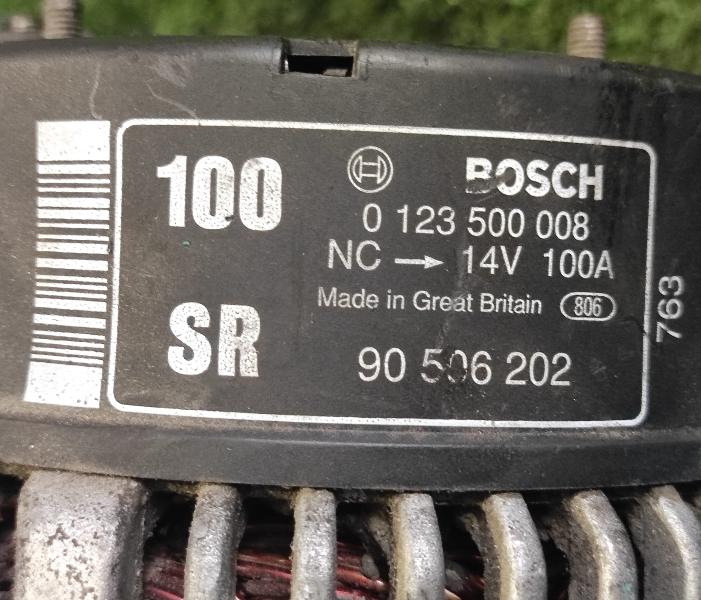 100
SR
BOSCH
0 123 500 008
NC → 14V 100A
Made in Great Britain 806
90 506 202
763